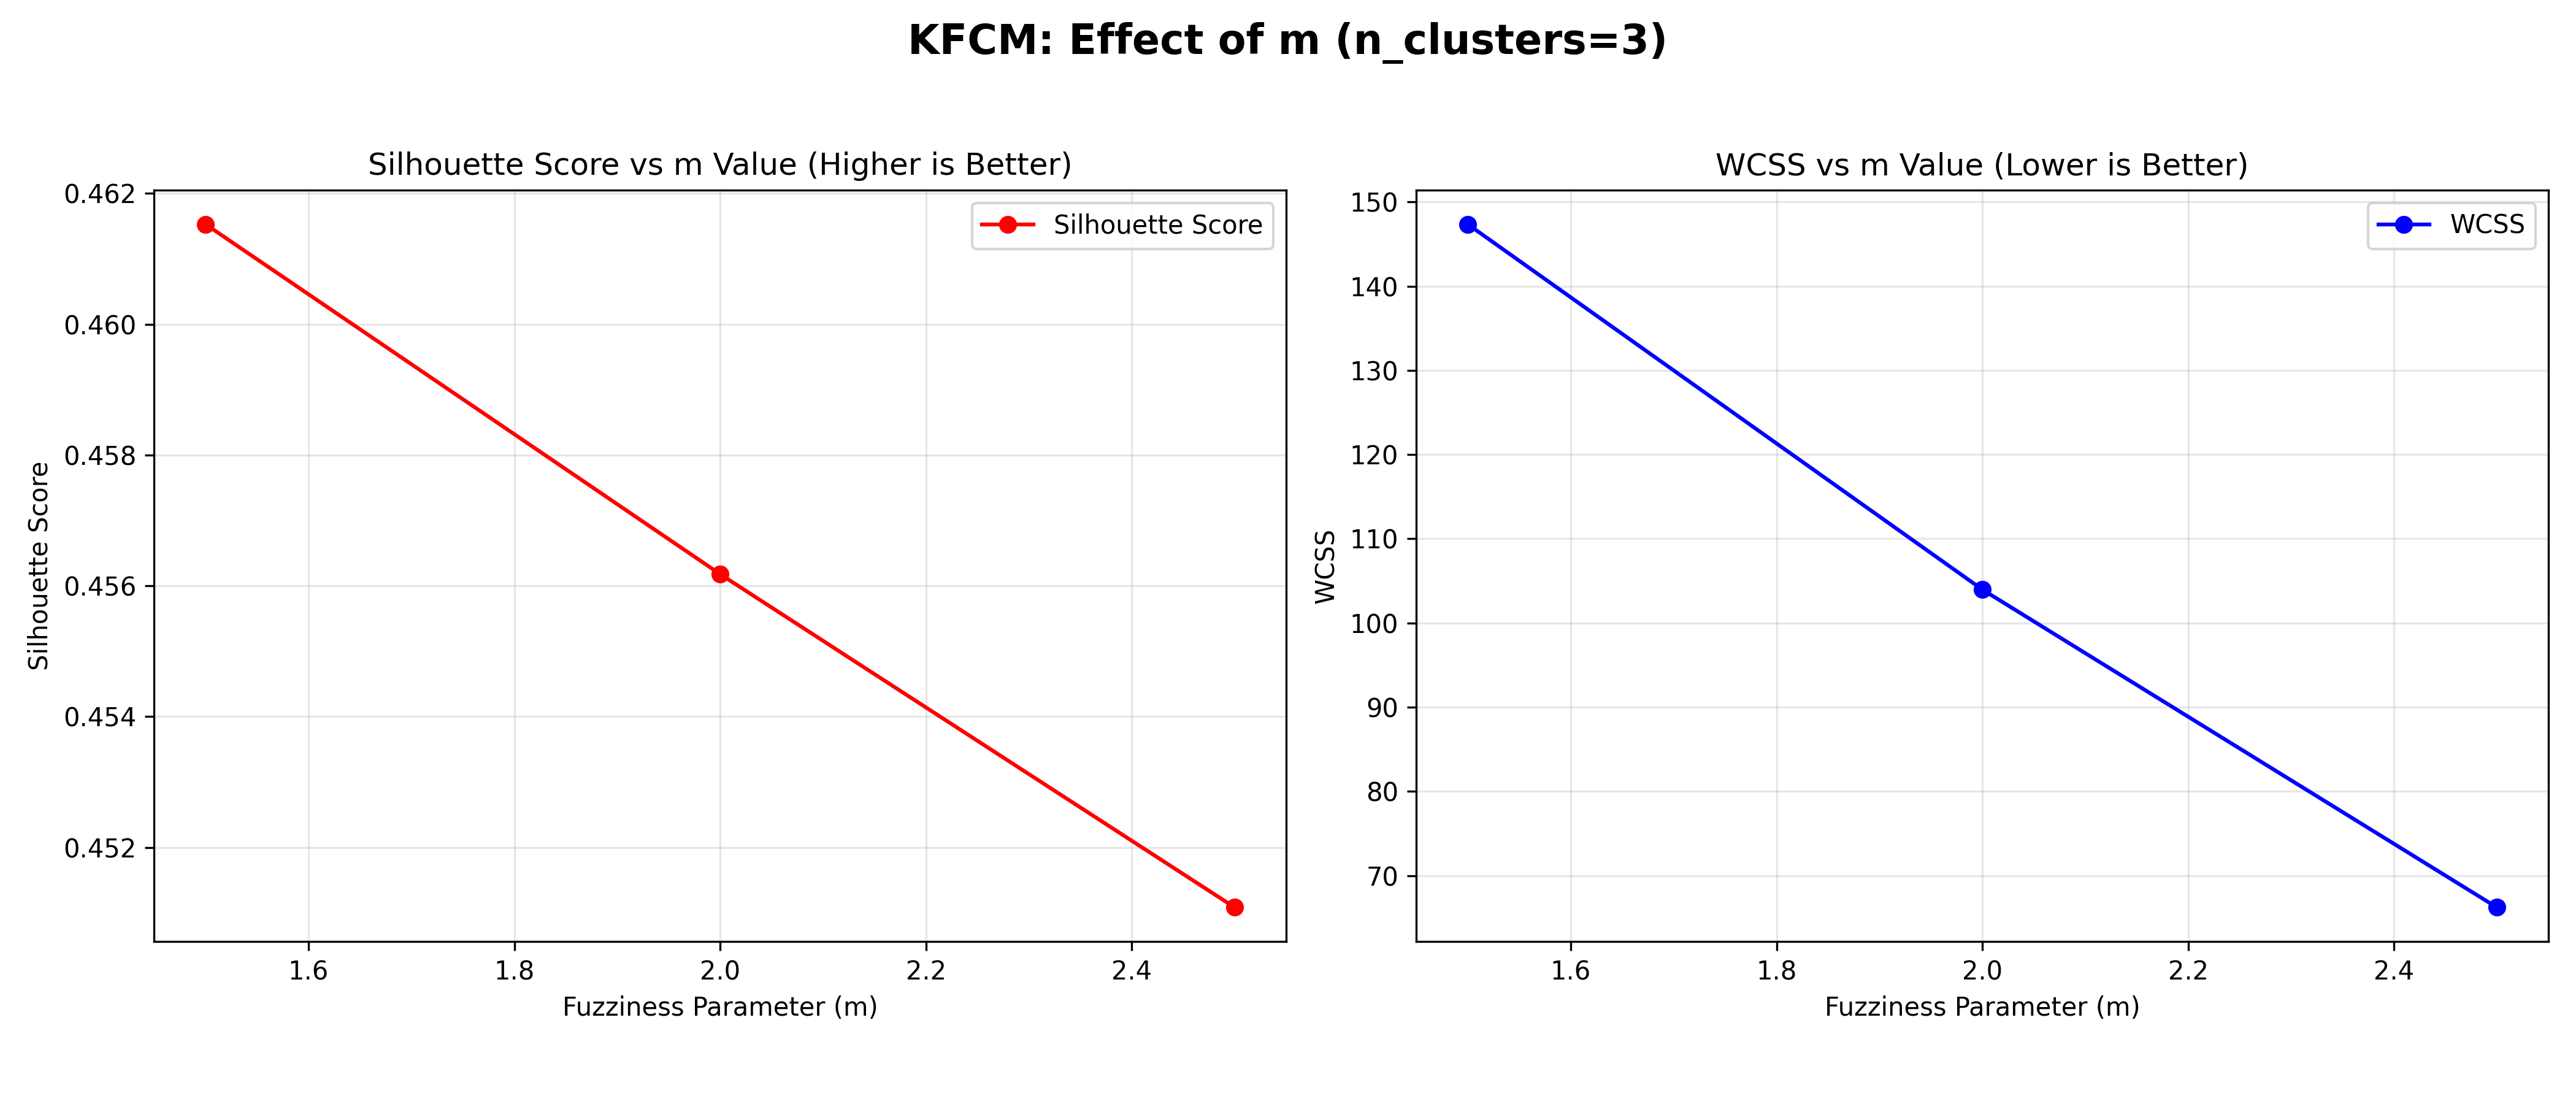 KFCM: Effect of m (n_clusters=3)
Silhouette Score vs m Value (Higher is Better)
Silhouette Score
0.462
0.460
0.458
0.456
0.454
0.452
Silhouette Score
1.6 1.8 2.0 2.2 2.4
Fuzziness Parameter (m)
WCSS vs m Value (Lower is Better)
WCSS
150
140
130
120
110
100
90
80
70
WCSS
1.6 1.8 2.0 2.2 2.4
Fuzziness Parameter (m)